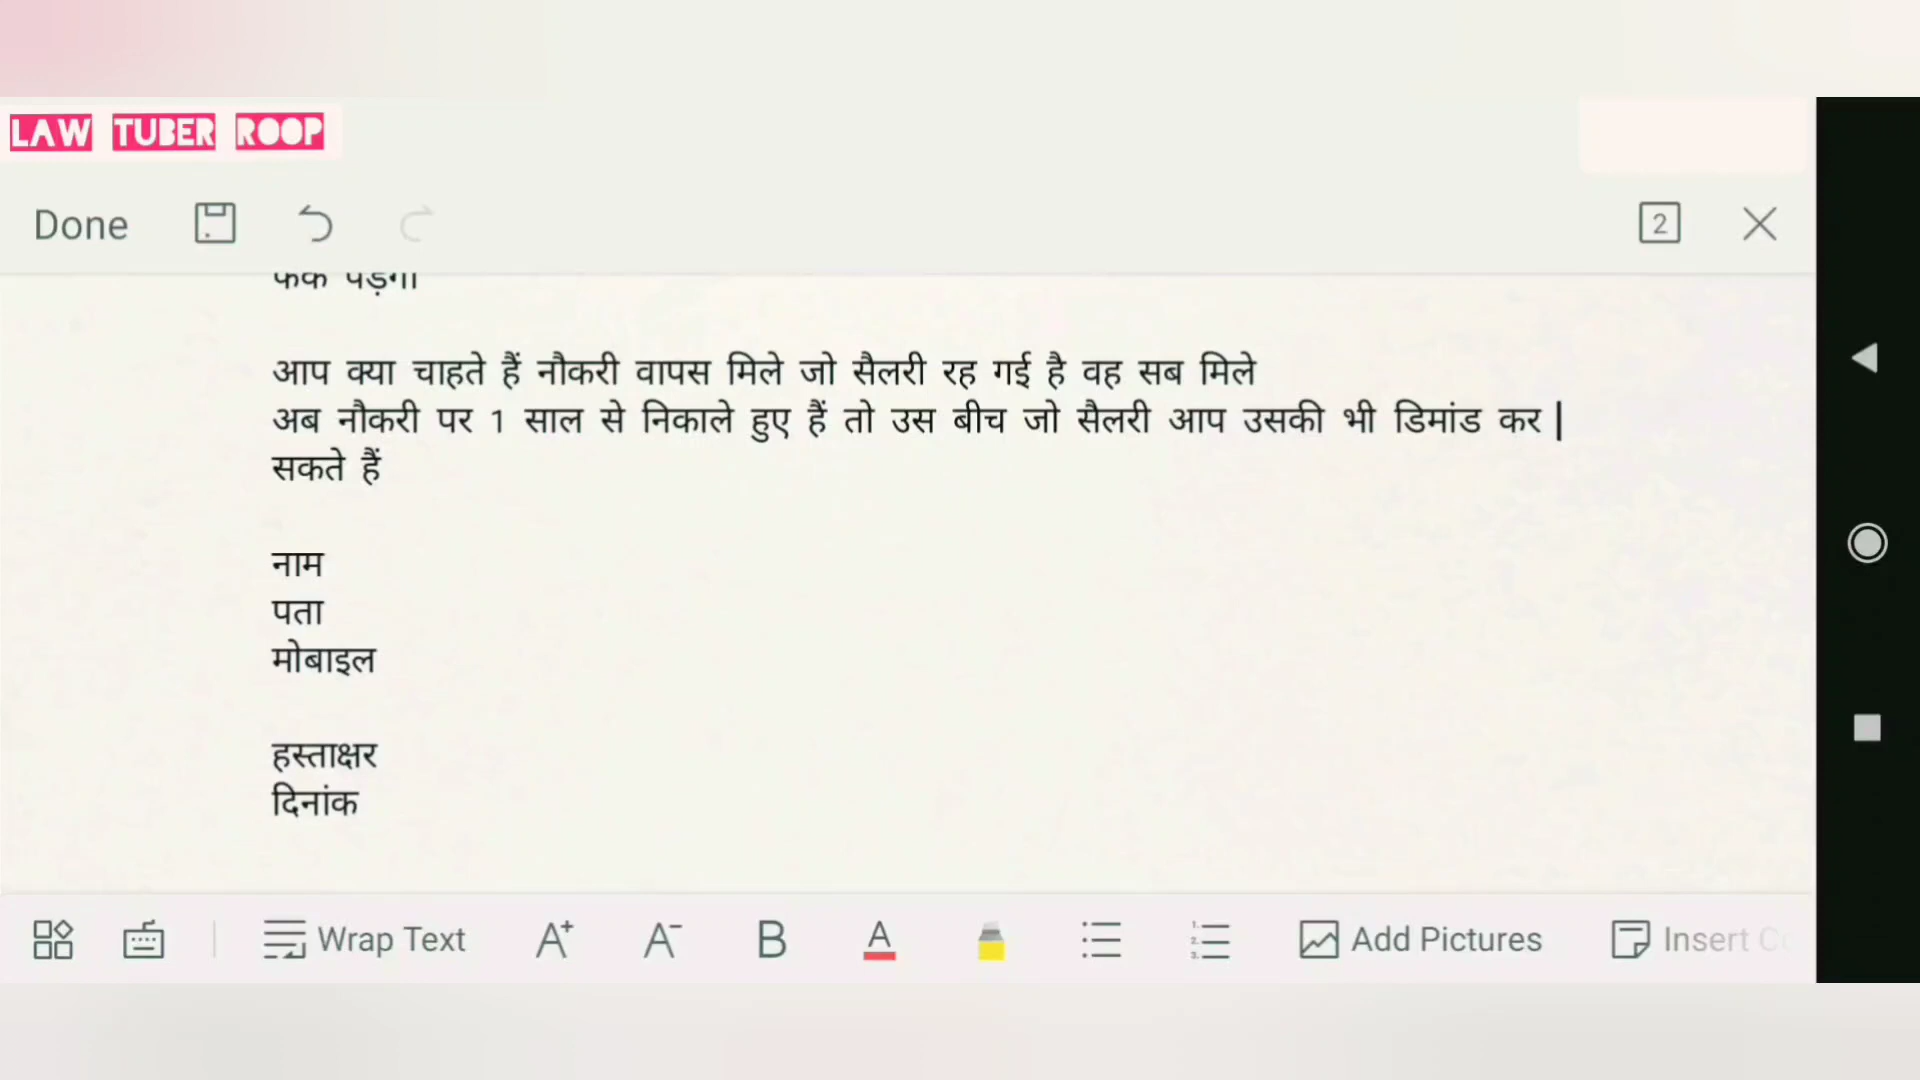 LAW TUBER ROOP
Done
2
आप क्या चाहते हैं नौकरी वापस मिले जो सैलरी रह गई है वह सब मिले
अब नौकरी पर 1 साल से निकाले हुए हैं तो उस बीच जो सैलरी आप उसकी भी डिमांड कर
सकते हैं
नाम
पता
मोबाइल
हस्ताक्षर
दिनांक
Wrap Text
Add Pictures
Insert